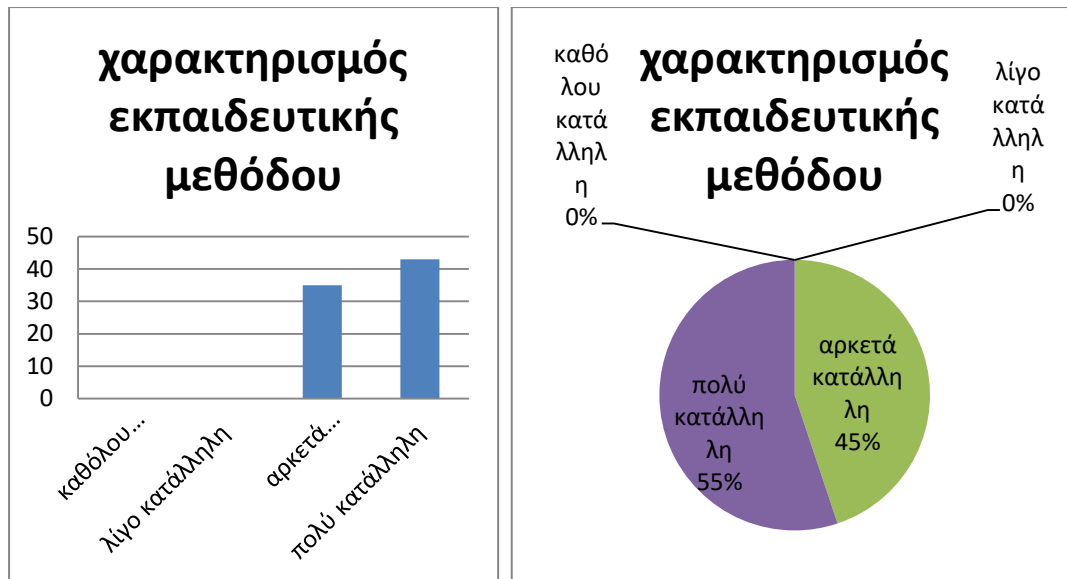 χαρακτηρισμός
εκπαιδευτικής
μεθόδου
50
40
30
20
10
0
καθόλου...
λίγο κατάλληλη
αρκετά...
πολύ κατάλληλη
χαρακτηρισμός
εκπαιδευτικής
μεθόδου
καθό
λου
κατά
λληλ
η
0%
λίγο
κατά
λληλ
η
0%
αρκετά
κατάλλη
λη
45%
πολύ
κατάλλη
λη
55%